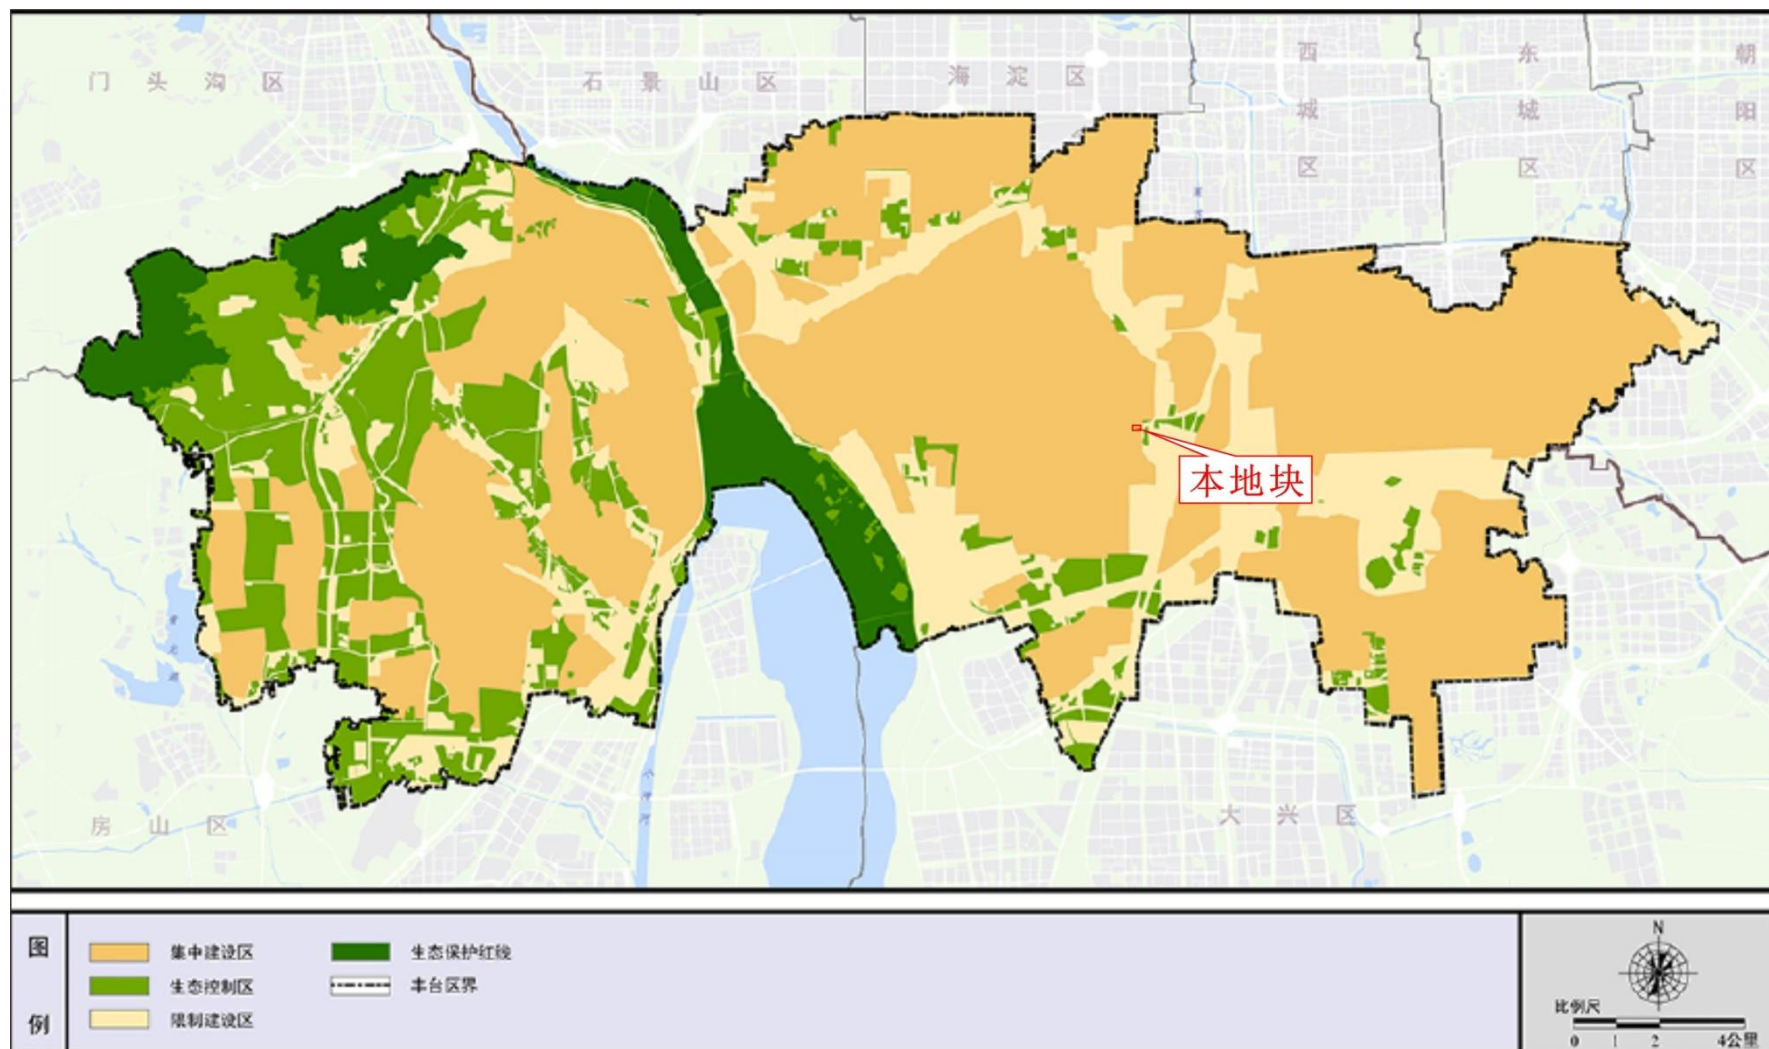 门头沟区
石景山区
海淀区
西城区
东城区
朝阳区
本地块
小清河
房山区
大兴区
图例
集中建设区
生态保护红线
生态控制区
丰台区界
限制建设区
N
比例尺
0 1 2 4公里